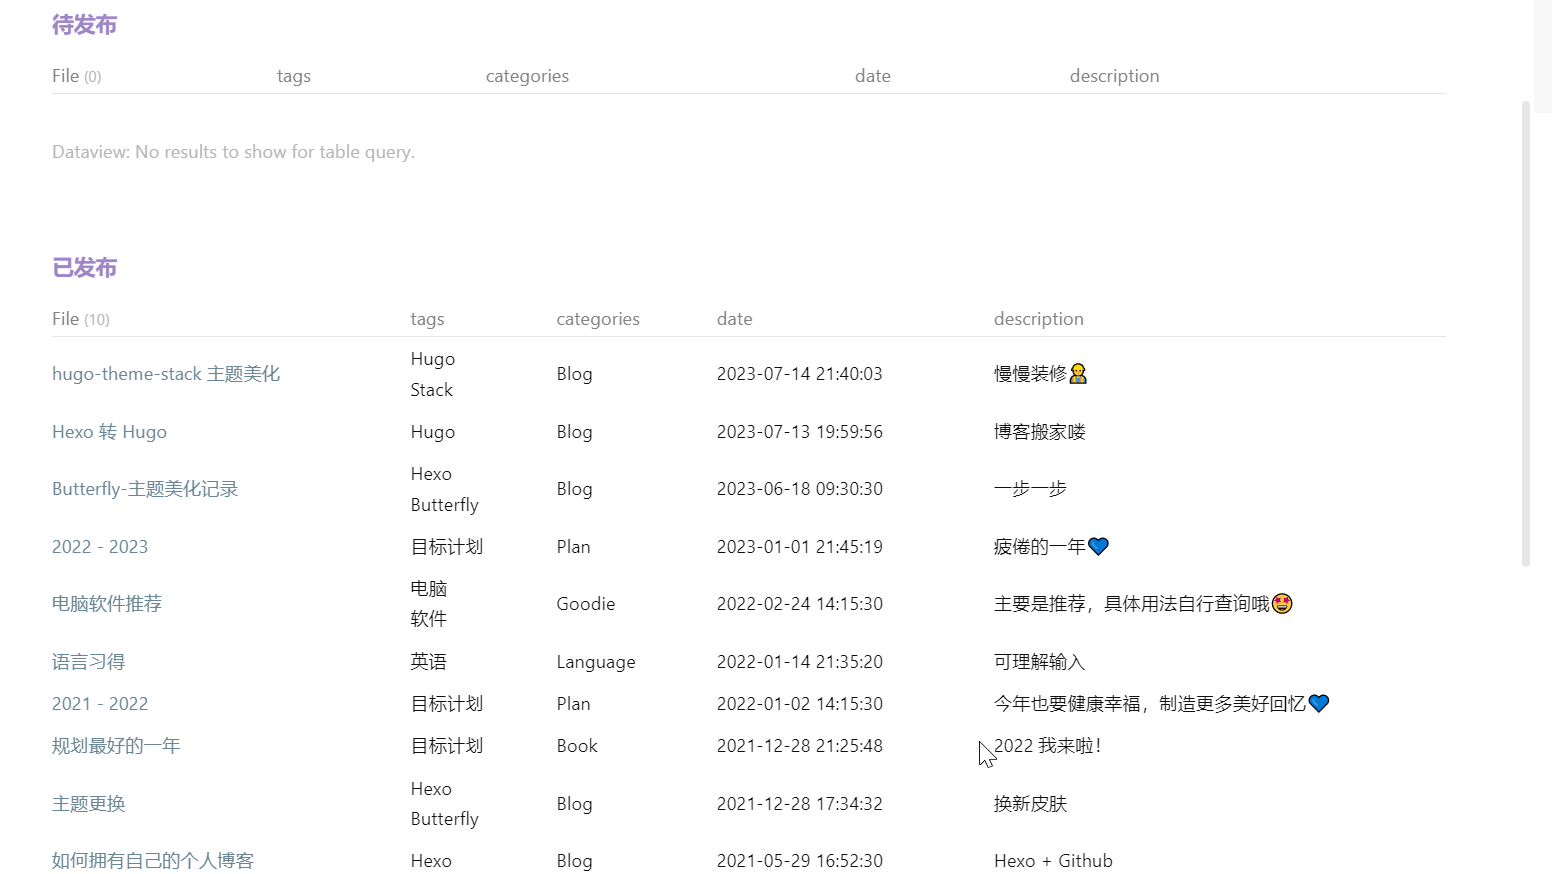 待发布
File (0) tags categories date description
Dataview: No results to show for table query.
已发布
File (10) tags categories date description
hugo-theme-stack 主题美化 Hugo Stack Blog 2023-07-14 21:40:03 慢慢装修👷
Hexo 转 Hugo Hugo Blog 2023-07-13 19:59:56 博客搬家喽
Butterfly-主题美化记录 Hexo Butterfly Blog 2023-06-18 09:30:30 一步一步
2022 - 2023 目标计划 Plan 2023-01-01 21:45:19 疲倦的一年💙
电脑软件推荐 电脑 软件 Goodie 2022-02-24 14:15:30 主要是推荐，具体用法自行查询哦🤩
语言习得 英语 Language 2022-01-14 21:35:20 可理解输入
2021 - 2022 目标计划 Plan 2022-01-02 14:15:30 今年也要健康幸福，制造更多美好回忆💙
规划最好的一年 目标计划 Book 2021-12-28 21:25:48 2022 我来啦！
主题更换 Hexo Butterfly Blog 2021-12-28 17:34:32 换新皮肤
如何拥有自己的个人博客 Hexo Blog 2021-05-29 16:52:30 Hexo + Github